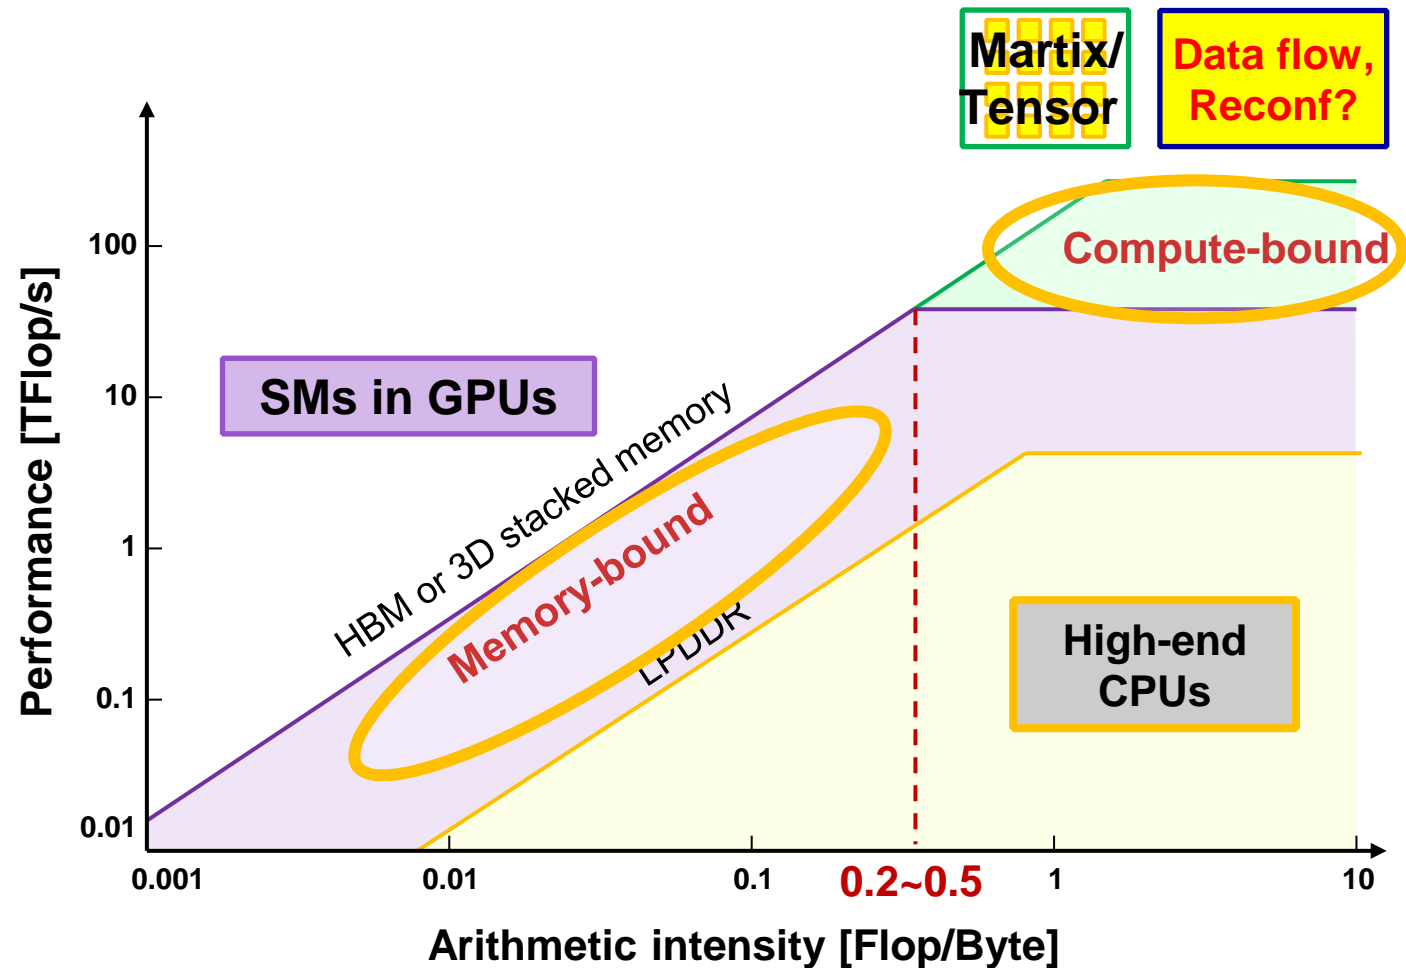 Martix/
Tensor
Data flow,
Reconf?
Performance [TFlop/s]
100
10
1
0.1
0.01
SMs in GPUs
HBM or 3D stacked memory
Memory-bound
LPDDR
Compute-bound
High-end
CPUs
0.001
0.01
0.1
0.2~0.5
1
10
Arithmetic intensity [Flop/Byte]